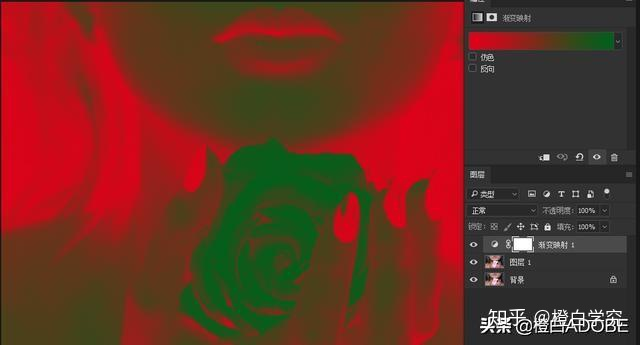 渐变映射
仿色
反向
图层
类型
正常
不透明度: 100%
锁定:
填充: 100%
渐变映射 1
图层 1
背景
知乎 @橙白学究
头条 @橙白ADOBE